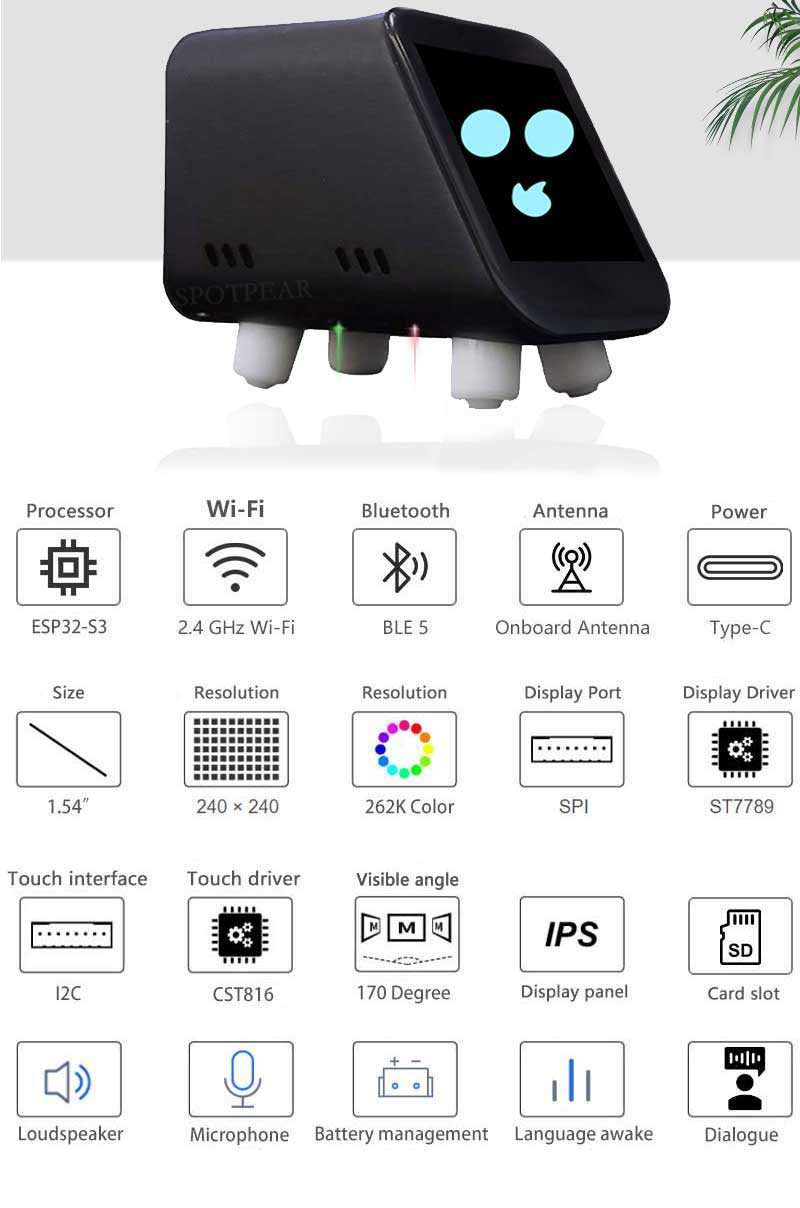 SPOTPEAR
Processor
Wi-Fi
Bluetooth
Antenna
Power
ESP32-S3
2.4 GHz Wi-Fi
BLE 5
Onboard Antenna
Type-C
Size
Resolution
Resolution
Display Port
Display Driver
1.54″
240 × 240
262K Color
SPI
ST7789
Touch interface
Touch driver
Visible angle
M M M
IPS
SD
I2C
CST816
170 Degree
Display panel
Card slot
+ −
Loudspeaker
Microphone
Battery management
Language awake
Dialogue